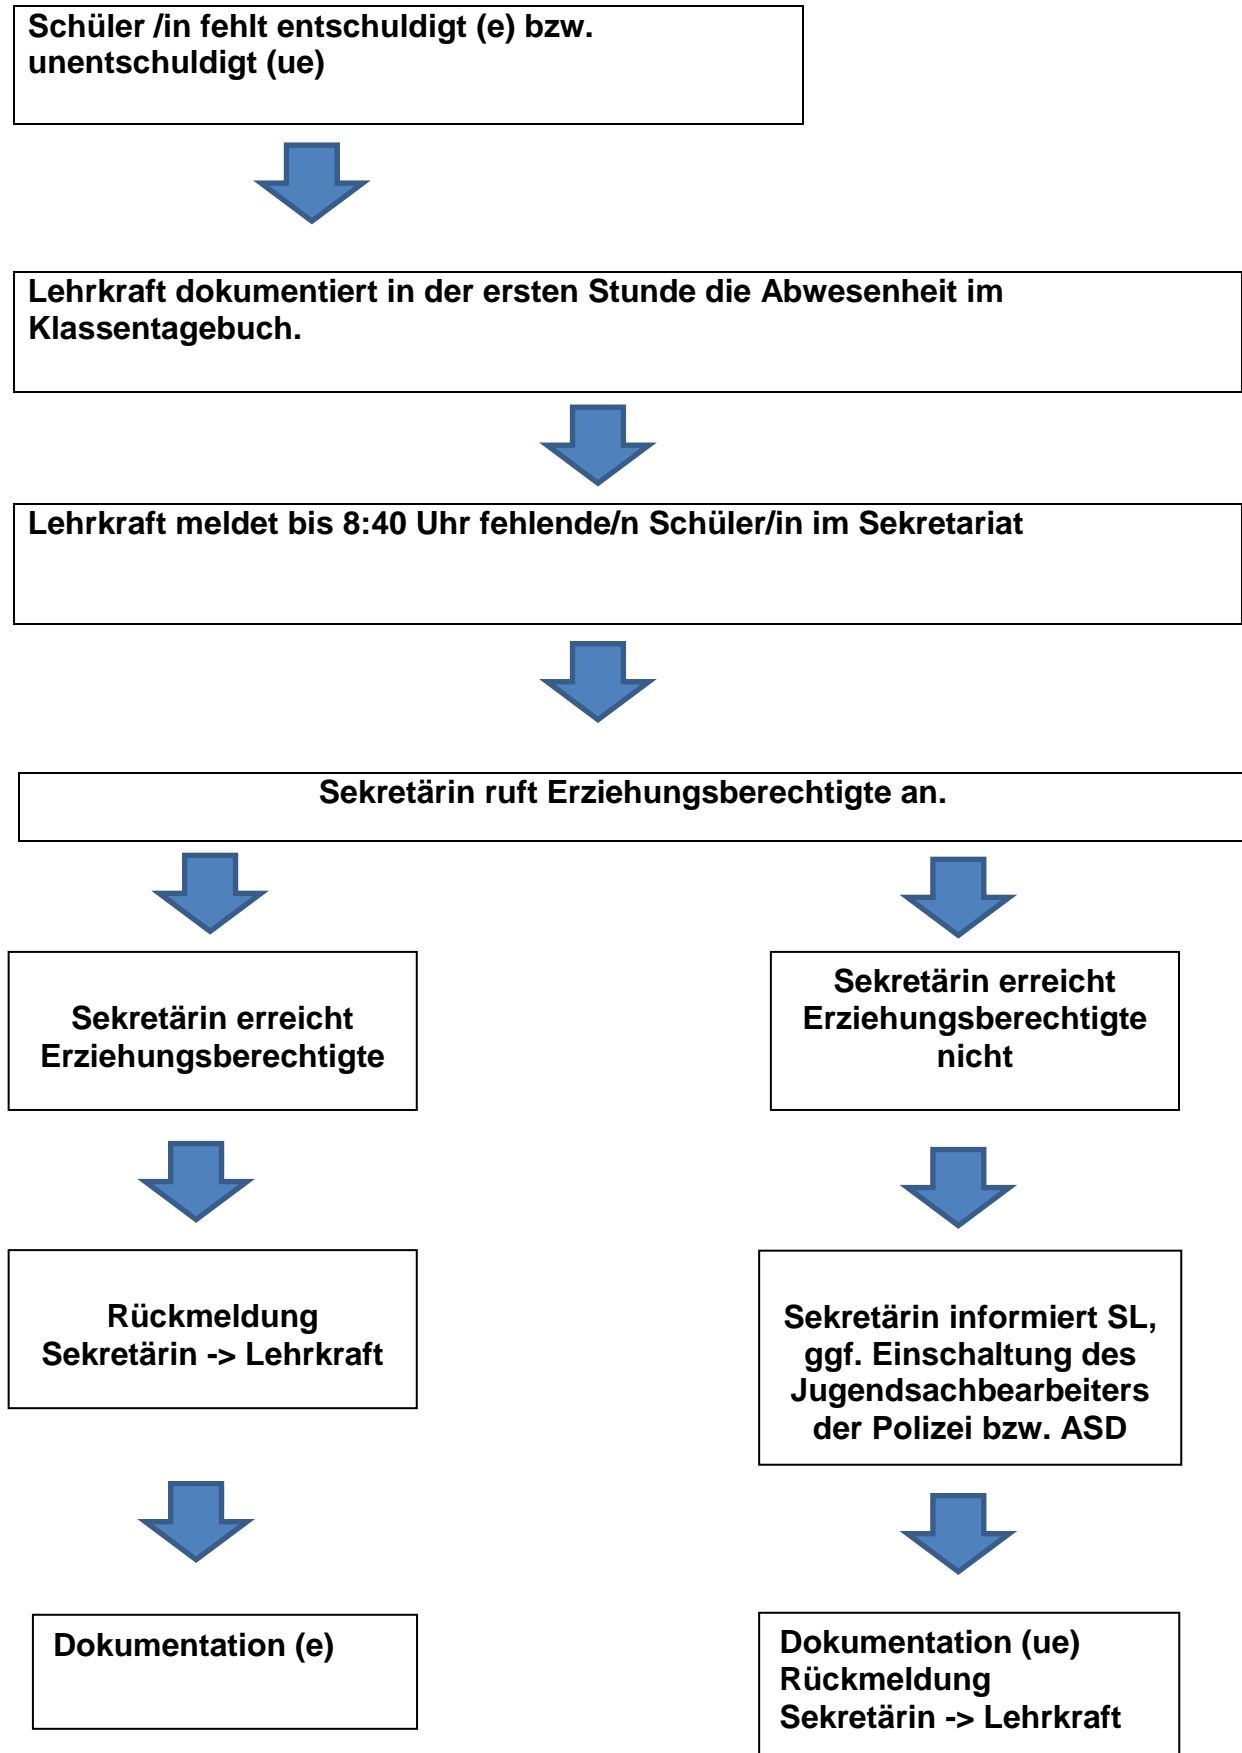 Schüler /in fehlt entschuldigt (e) bzw.
unentschuldigt (ue)
Lehrkraft dokumentiert in der ersten Stunde die Abwesenheit im
Klassentagebuch.
Lehrkraft meldet bis 8:40 Uhr fehlende/n Schüler/in im Sekretariat
Sekretärin ruft Erziehungsberechtigte an.
Sekretärin erreicht
Erziehungsberechtigte
Sekretärin erreicht
Erziehungsberechtigte
nicht
Rückmeldung
Sekretärin -> Lehrkraft
Sekretärin informiert SL,
ggf. Einschaltung des
Jugendsachbearbeiters
der Polizei bzw. ASD
Dokumentation (e)
Dokumentation (ue)
Rückmeldung
Sekretärin -> Lehrkraft